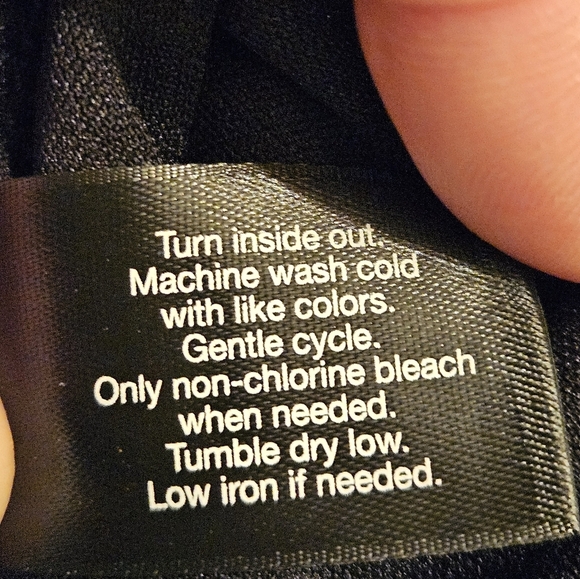 Turn inside out.
Machine wash cold
with like colors.
Gentle cycle.
Only non-chlorine bleach
when needed.
Tumble dry low.
Low iron if needed.